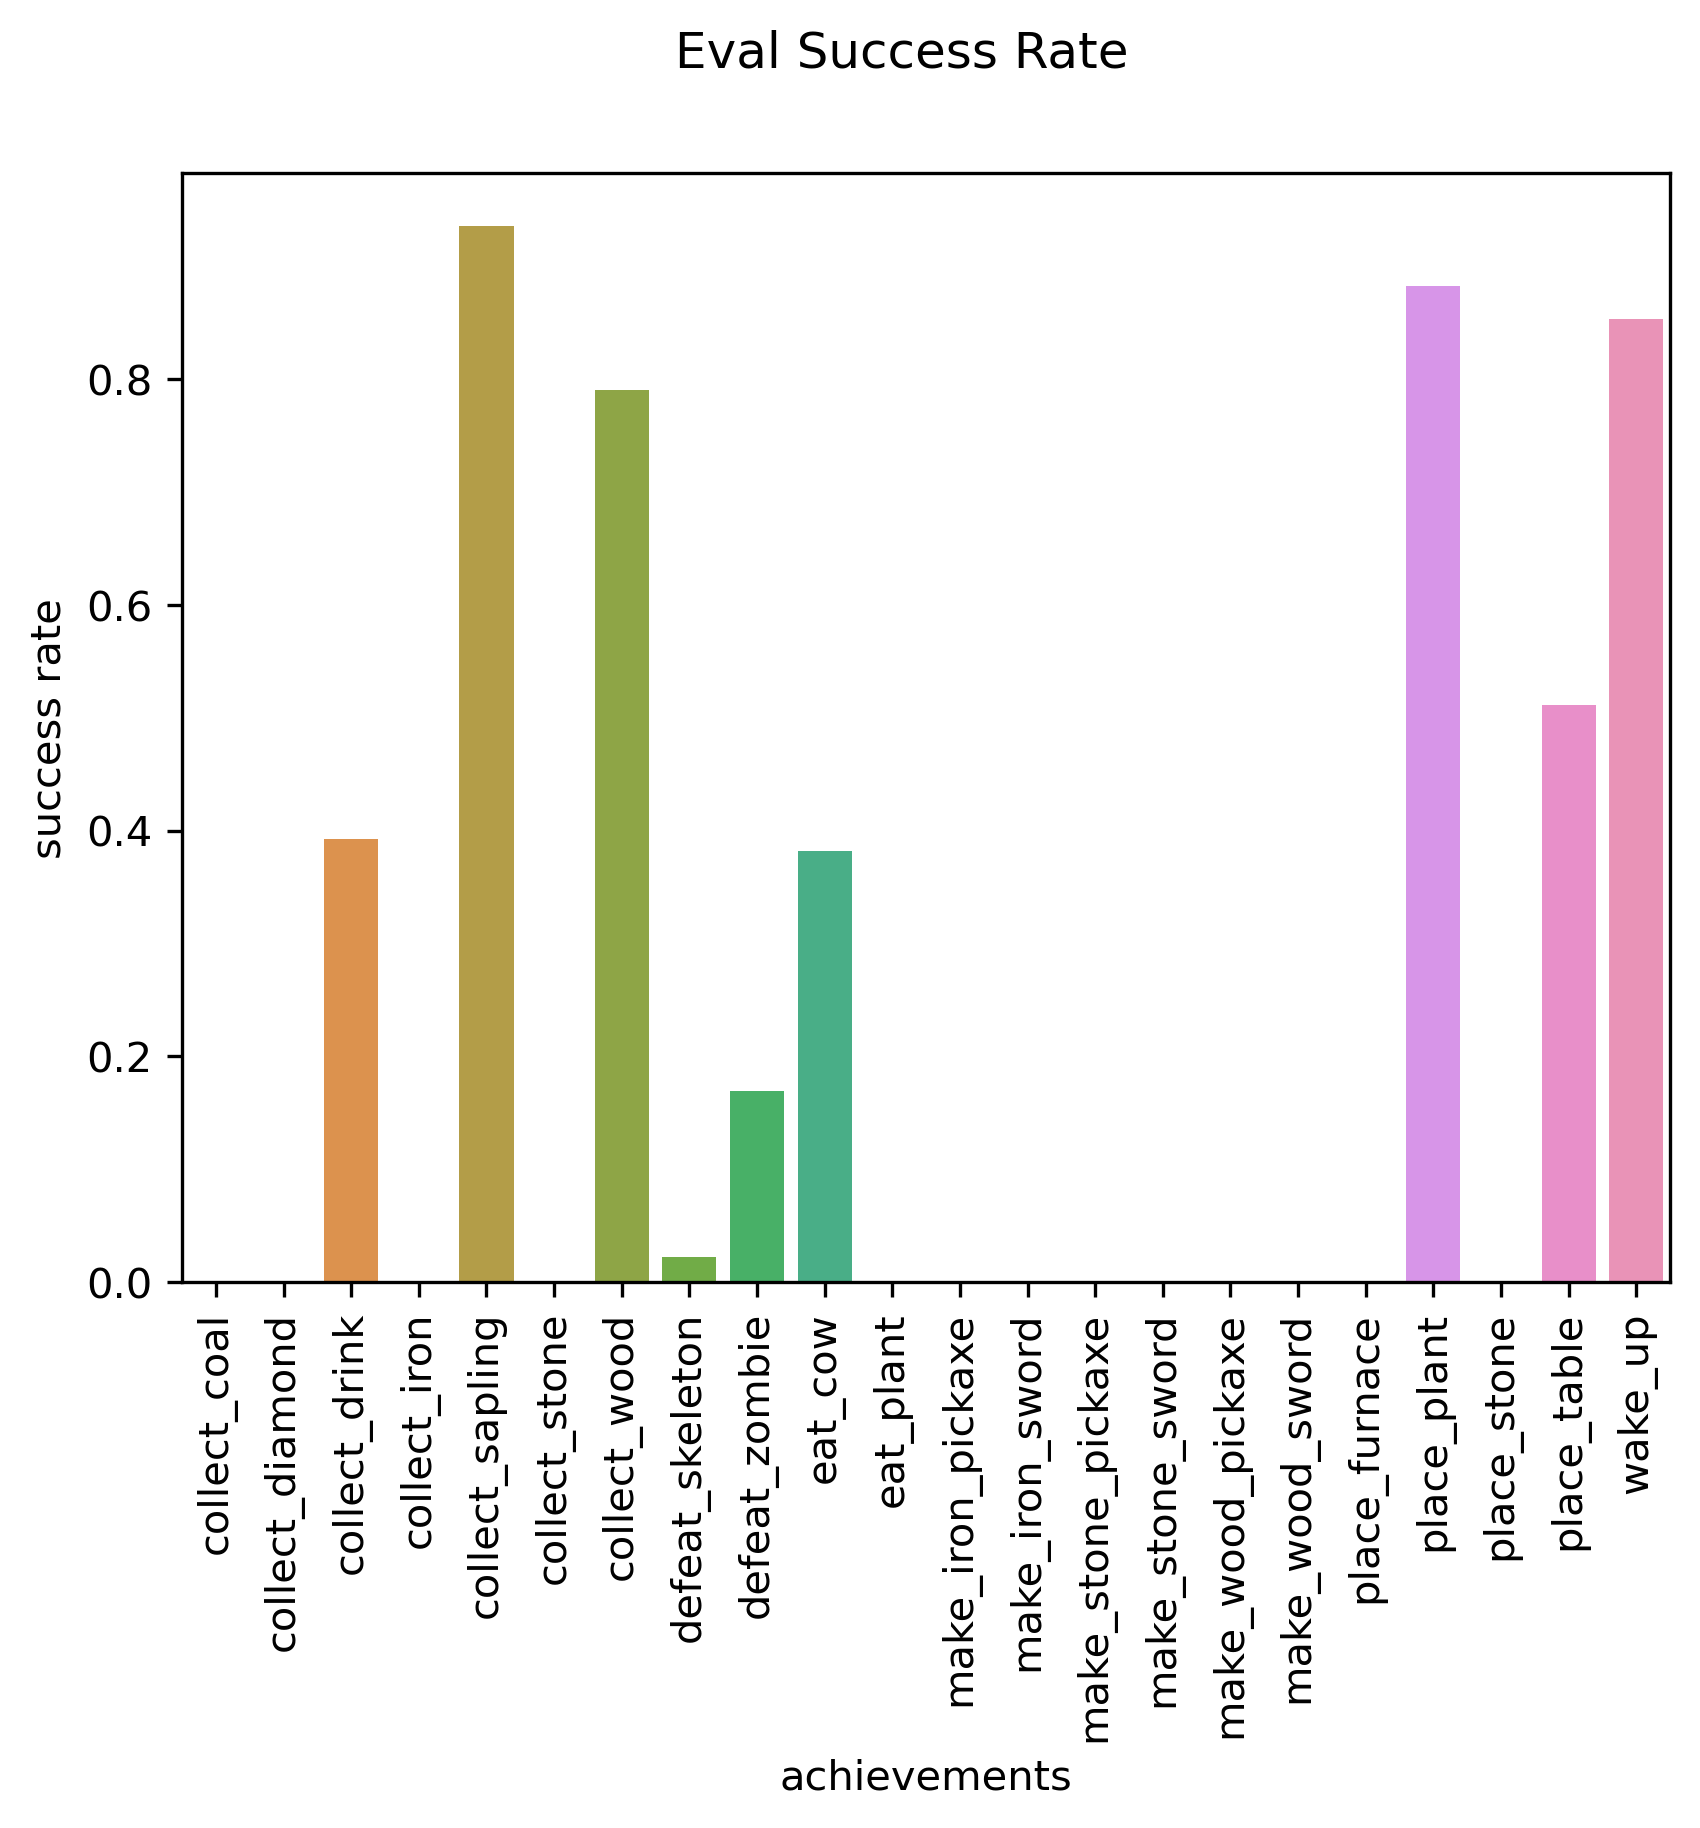 Eval Success Rate
success rate
0.8
0.6
0.4
0.2
0.0
collect_coal
collect_diamond
collect_drink
collect_iron
collect_sapling
collect_stone
collect_wood
defeat_skeleton
defeat_zombie
eat_cow
eat_plant
make_iron_pickaxe
make_iron_sword
make_stone_pickaxe
make_stone_sword
make_wood_pickaxe
make_wood_sword
place_furnace
place_plant
place_stone
place_table
wake_up
achievements